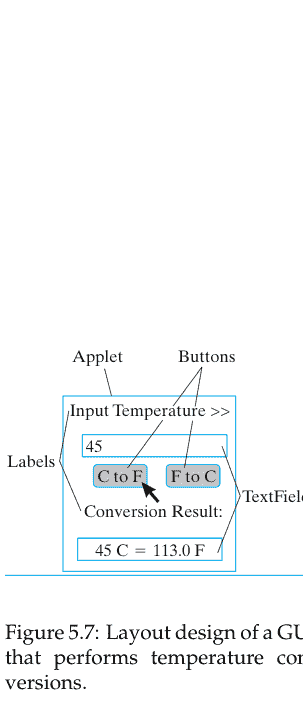 Applet Buttons
Input Temperature >>
45
Labels
C to F F to C
TextField
Conversion Result:
45 C = 113.0 F
Figure 5.7: Layout design of a GU
that performs temperature con
versions.